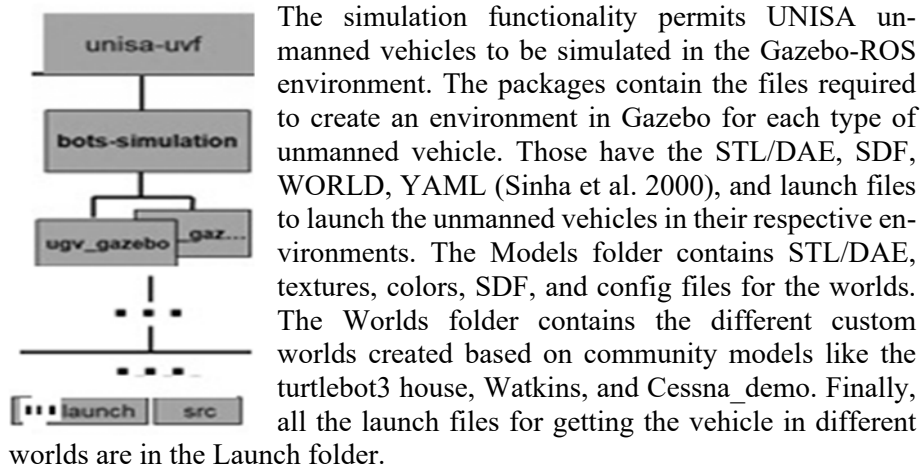 unisa-uvf
bots-simulation
ugv_gazebo
_gaz...
launch
src
The simulation functionality permits UNISA un-
manned vehicles to be simulated in the Gazebo-ROS
environment. The packages contain the files required
to create an environment in Gazebo for each type of
unmanned vehicle. Those have the STL/DAE, SDF,
WORLD, YAML (Sinha et al. 2000), and launch files
to launch the unmanned vehicles in their respective en-
vironments. The Models folder contains STL/DAE,
textures, colors, SDF, and config files for the worlds.
The Worlds folder contains the different custom
worlds created based on community models like the
turtlebot3 house, Watkins, and Cessna_demo. Finally,
all the launch files for getting the vehicle in different
worlds are in the Launch folder.